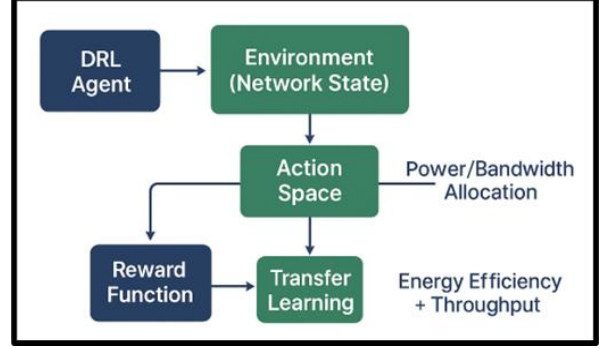 DRL
Agent
Environment
(Network State)
Action
Space
Power/Bandwidth
Allocation
Reward
Function
Transfer
Learning
Energy Efficiency
+ Throughput